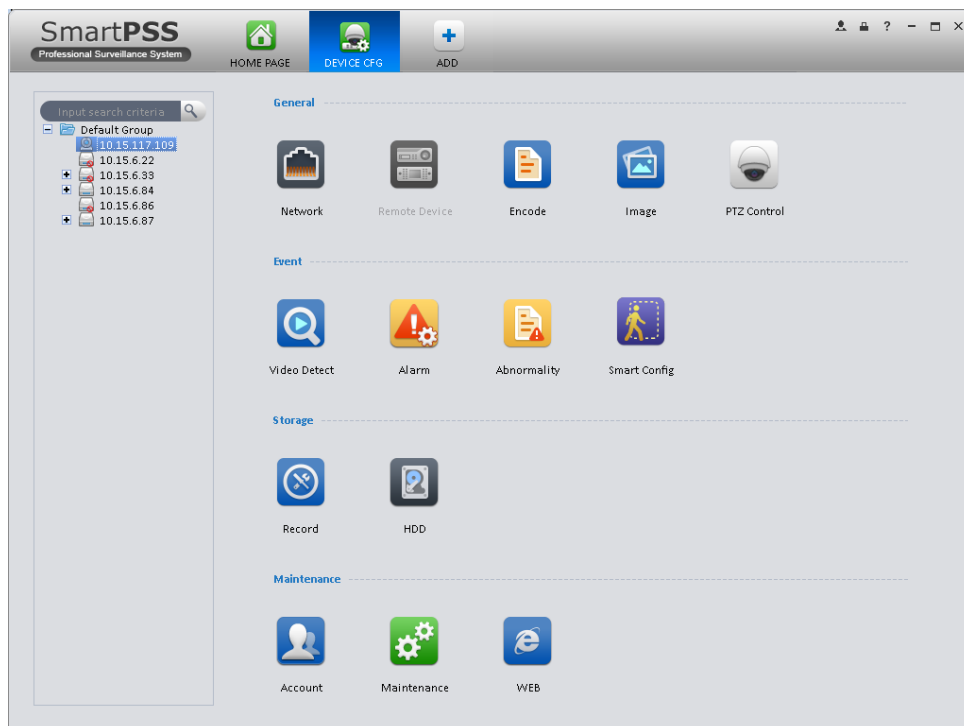 SmartPSS
Professional Surveillance System
HOME PAGE
DEVICE CFG
ADD
?
Input search criteria
Default Group
10.15.117.109
10.15.6.22
10.15.6.33
10.15.6.84
10.15.6.86
10.15.6.87
General
Network
Remote Device
Encode
Image
PTZ Control
Event
Video Detect
Alarm
Abnormality
Smart Config
Storage
Record
HDD
Maintenance
Account
Maintenance
WEB